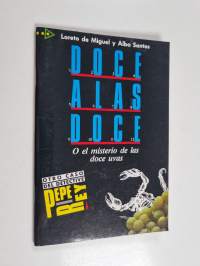 Loreto de Miguel y Alba Santos
DOCE
A LAS
DOCE
O el misterio de las
doce uvas
OTRO CASO
DEL DETECTIVE
PEPE
REY